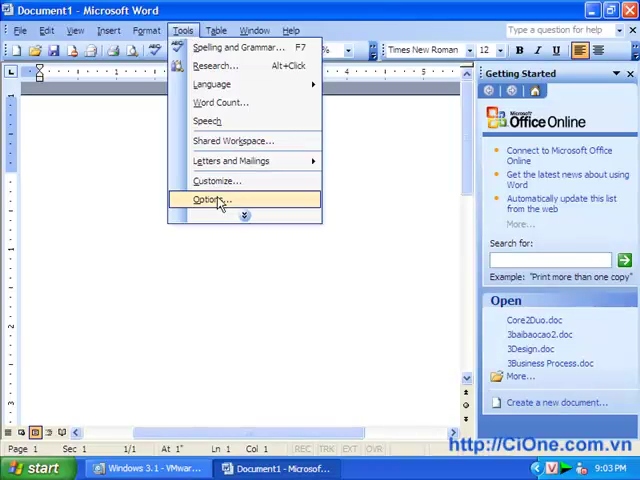 Document1 - Microsoft Word
File Edit View Insert Format Tools Table Window Help
Type a question for help
Times New Roman 12 B I
Spelling and Grammar... F7
Research... Alt+Click
Language
Word Count...
Speech
Shared Workspace...
Letters and Mailings
Customize...
Options...
Getting Started
Microsoft
Office Online
Connect to Microsoft Office
Online
Get the latest news about using
Word
Automatically update this list
from the web
More...
Search for:
Example: "Print more than one copy"
Open
Core2Duo.doc
3baibaocao2.doc
3Design.doc
3Business Process.doc
More...
Create a new document...
Page 1 Sec 1 1/1 At 1" Ln 1 Col 1 REC TRK EXT OVR
http://CiOne.com.vn
start Windows 3.1 - VMwar... Document1 - Microsof... 9:03 PM